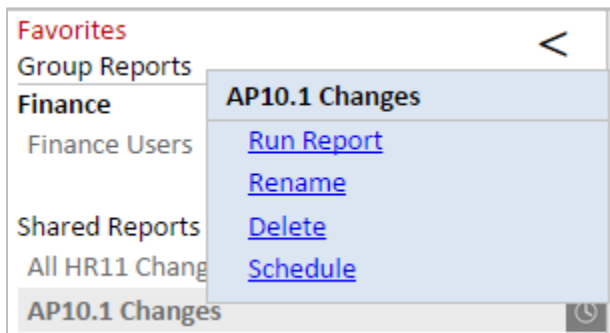 Favorites
<
Group Reports
Finance
Finance Users
AP10.1 Changes
Run Report
Rename
Delete
Schedule
Shared Reports
All HR11 Chang
AP10.1 Changes